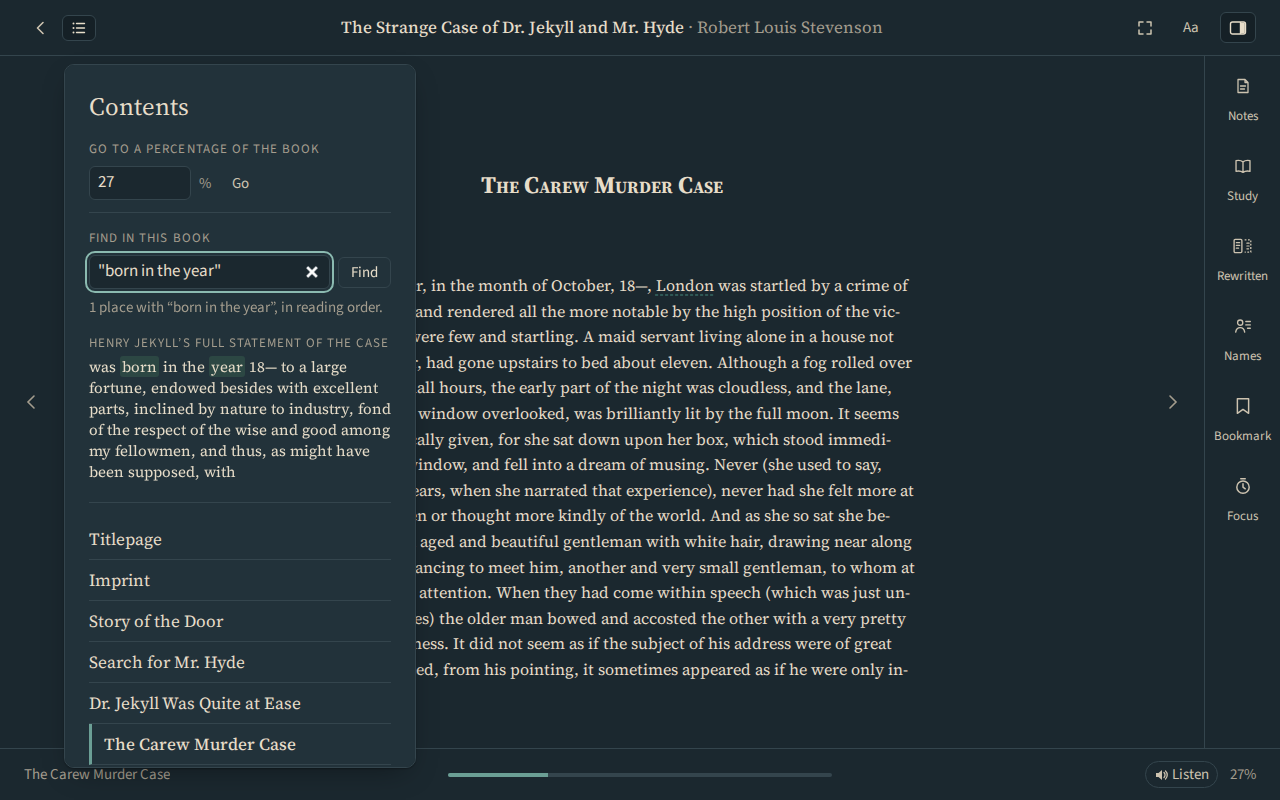 The Strange Case of Dr. Jekyll and Mr. Hyde · Robert Louis Stevenson
Aa
Contents
GO TO A PERCENTAGE OF THE BOOK
27 % Go
FIND IN THIS BOOK
"born in the year" Find
1 place with “born in the year”, in reading order.
HENRY JEKYLL’S FULL STATEMENT OF THE CASE
was born in the year 18— to a large
fortune, endowed besides with excellent
parts, inclined by nature to industry, fond
of the respect of the wise and good among
my fellowmen, and thus, as might have
been supposed, with
Titlepage
Imprint
Story of the Door
Search for Mr. Hyde
Dr. Jekyll Was Quite at Ease
The Carew Murder Case
The Carew Murder Case
in the month of October, 18—, London was startled by a crime of
and rendered all the more notable by the high position of the vic-
were few and startling. A maid servant living alone in a house not
had gone upstairs to bed about eleven. Although a fog rolled over
hours, the early part of the night was cloudless, and the lane,
window overlooked, was brilliantly lit by the full moon. It seems
given, for she sat down upon her box, which stood immedi-
and fell into a dream of musing. Never (she used to say,
when she narrated that experience), never had she felt more at
or thought more kindly of the world. And as she so sat she be-
aged and beautiful gentleman with white hair, drawing near along
to meet him, another and very small gentleman, to whom at
attention. When they had come within speech (which was just un-
the older man bowed and accosted the other with a very pretty
It did not seem as if the subject of his address were of great
from his pointing, it sometimes appeared as if he were only in-
Notes
Study
Rewritten
Names
Bookmark
Focus
The Carew Murder Case
Listen 27%